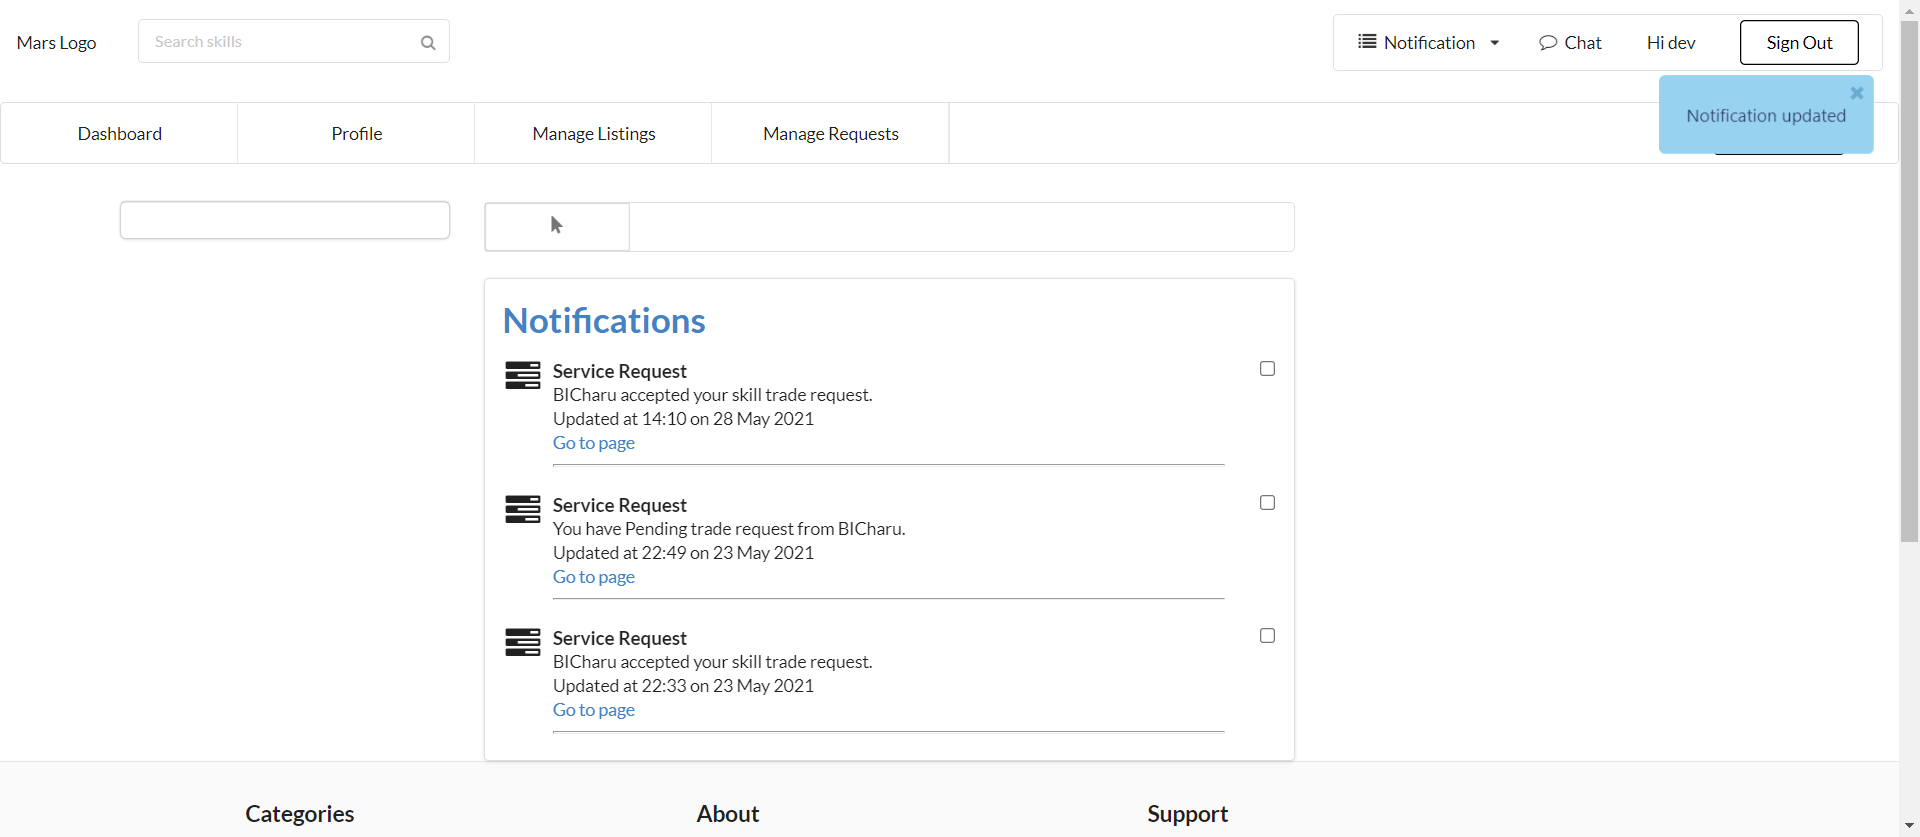 Mars Logo
Search skills
Notification
Chat
Hi dev
Sign Out
Notification updated
Dashboard
Profile
Manage Listings
Manage Requests
Notifications
Service Request
BICharu accepted your skill trade request.
Updated at 14:10 on 28 May 2021
Go to page
Service Request
You have Pending trade request from BICharu.
Updated at 22:49 on 23 May 2021
Go to page
Service Request
BICharu accepted your skill trade request.
Updated at 22:33 on 23 May 2021
Go to page
Categories
About
Support